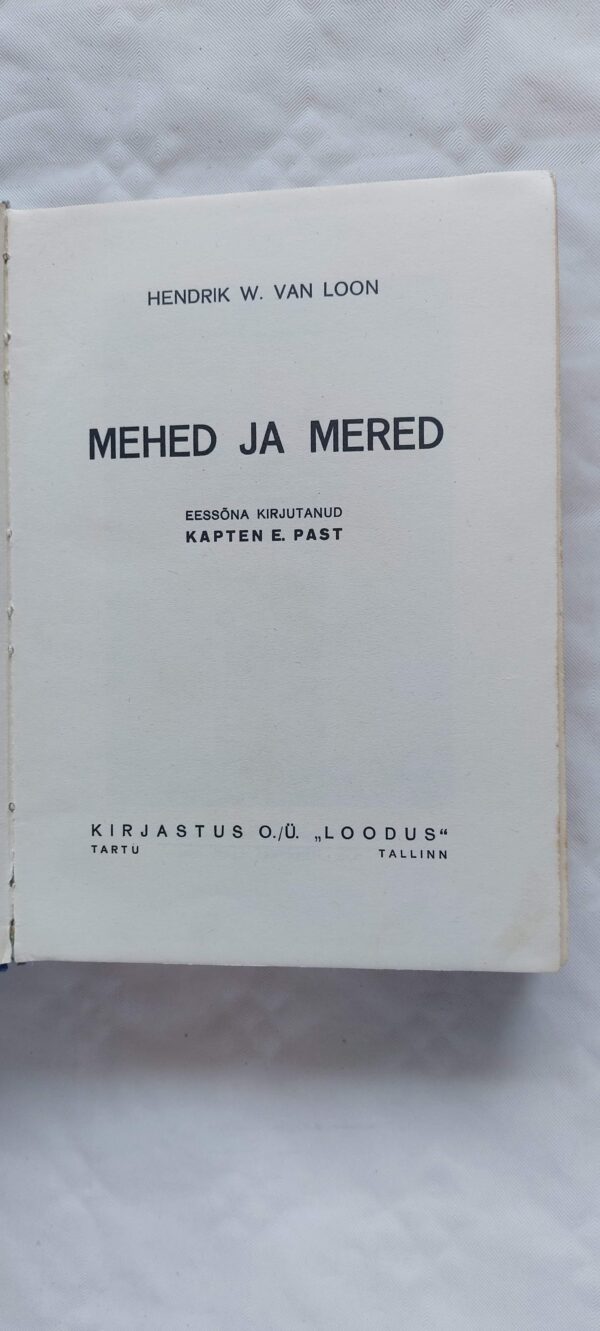 HENDRIK W. VAN LOON
MEHED JA MERED
EESSÕNA KIRJUTANUD
KAPTEN E. PAST
KIRJASTUS O./Ü. „LOODUS“
TARTU TALLINN